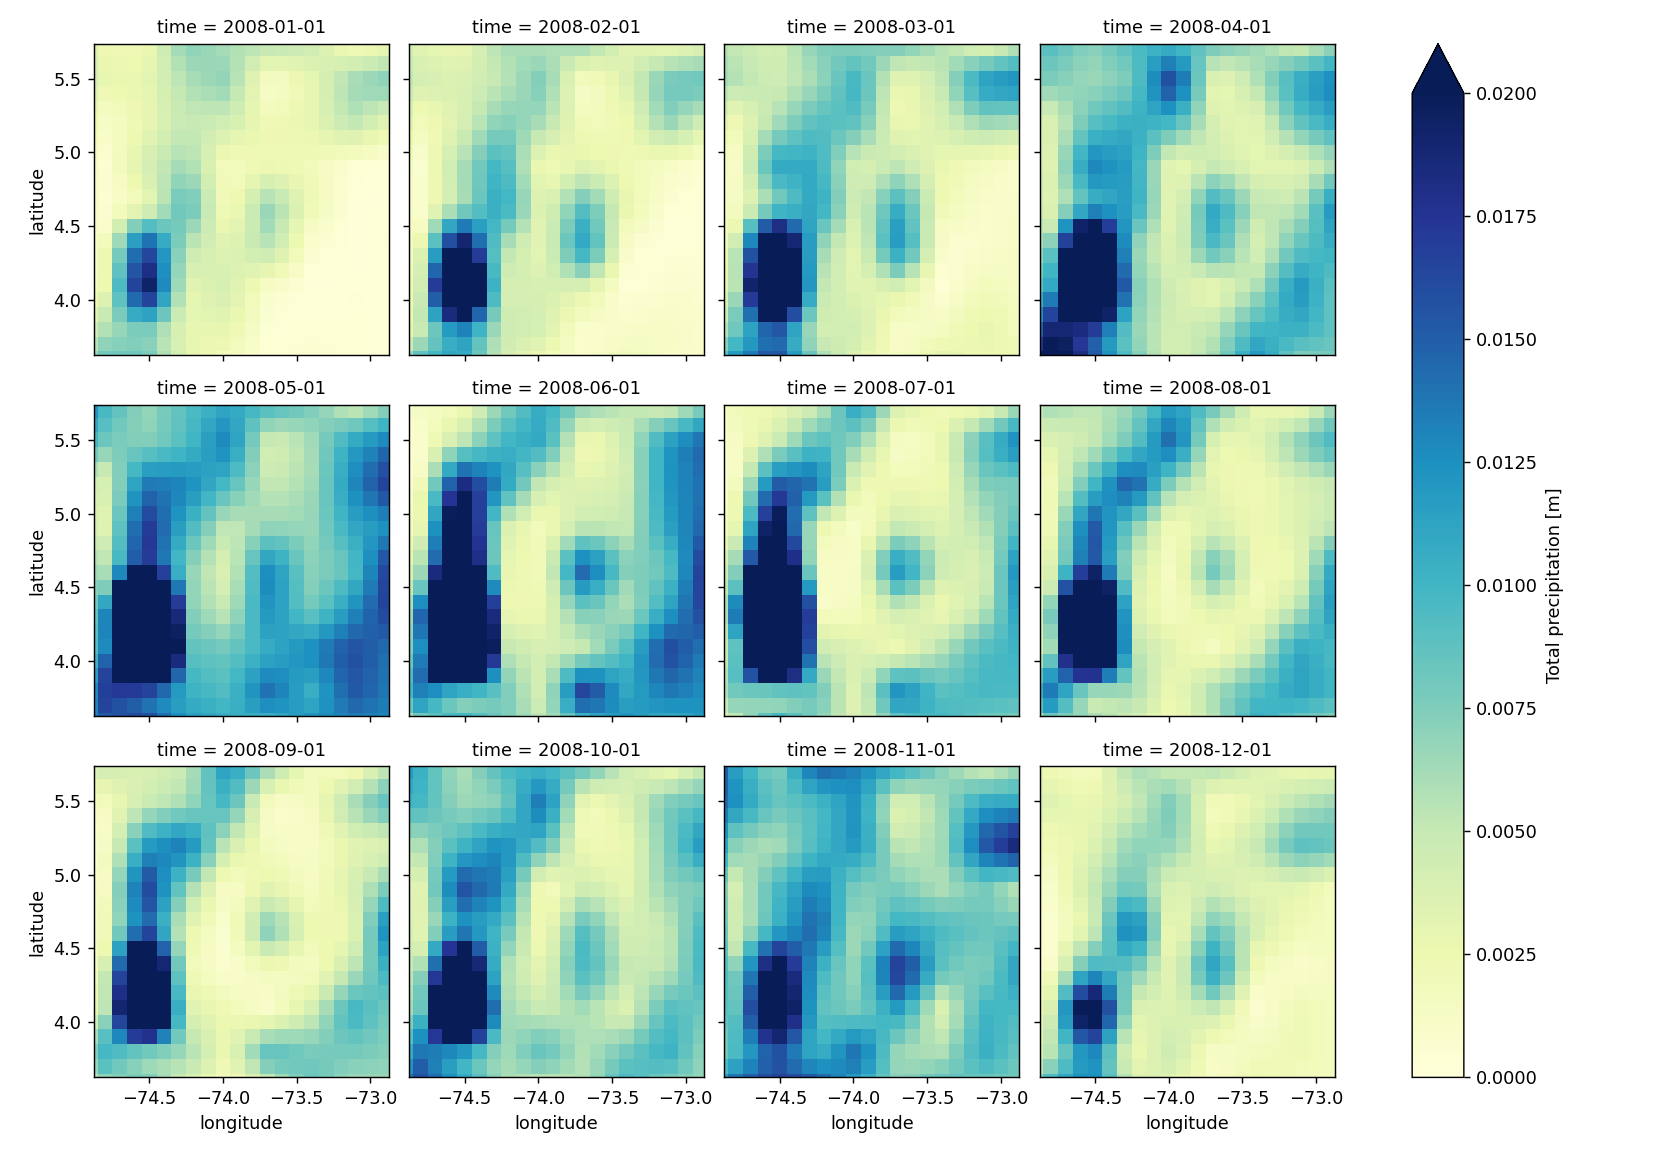 time = 2008-01-01
time = 2008-02-01
time = 2008-03-01
time = 2008-04-01
5.5
5.0
4.5
4.0
latitude
time = 2008-05-01
time = 2008-06-01
time = 2008-07-01
time = 2008-08-01
5.5
5.0
4.5
4.0
latitude
time = 2008-09-01
time = 2008-10-01
time = 2008-11-01
time = 2008-12-01
5.5
5.0
4.5
4.0
latitude
−74.5 −74.0 −73.5 −73.0
longitude
−74.5 −74.0 −73.5 −73.0
longitude
−74.5 −74.0 −73.5 −73.0
longitude
−74.5 −74.0 −73.5 −73.0
longitude
0.0200
0.0175
0.0150
0.0125
0.0100
0.0075
0.0050
0.0025
0.0000
Total precipitation [m]